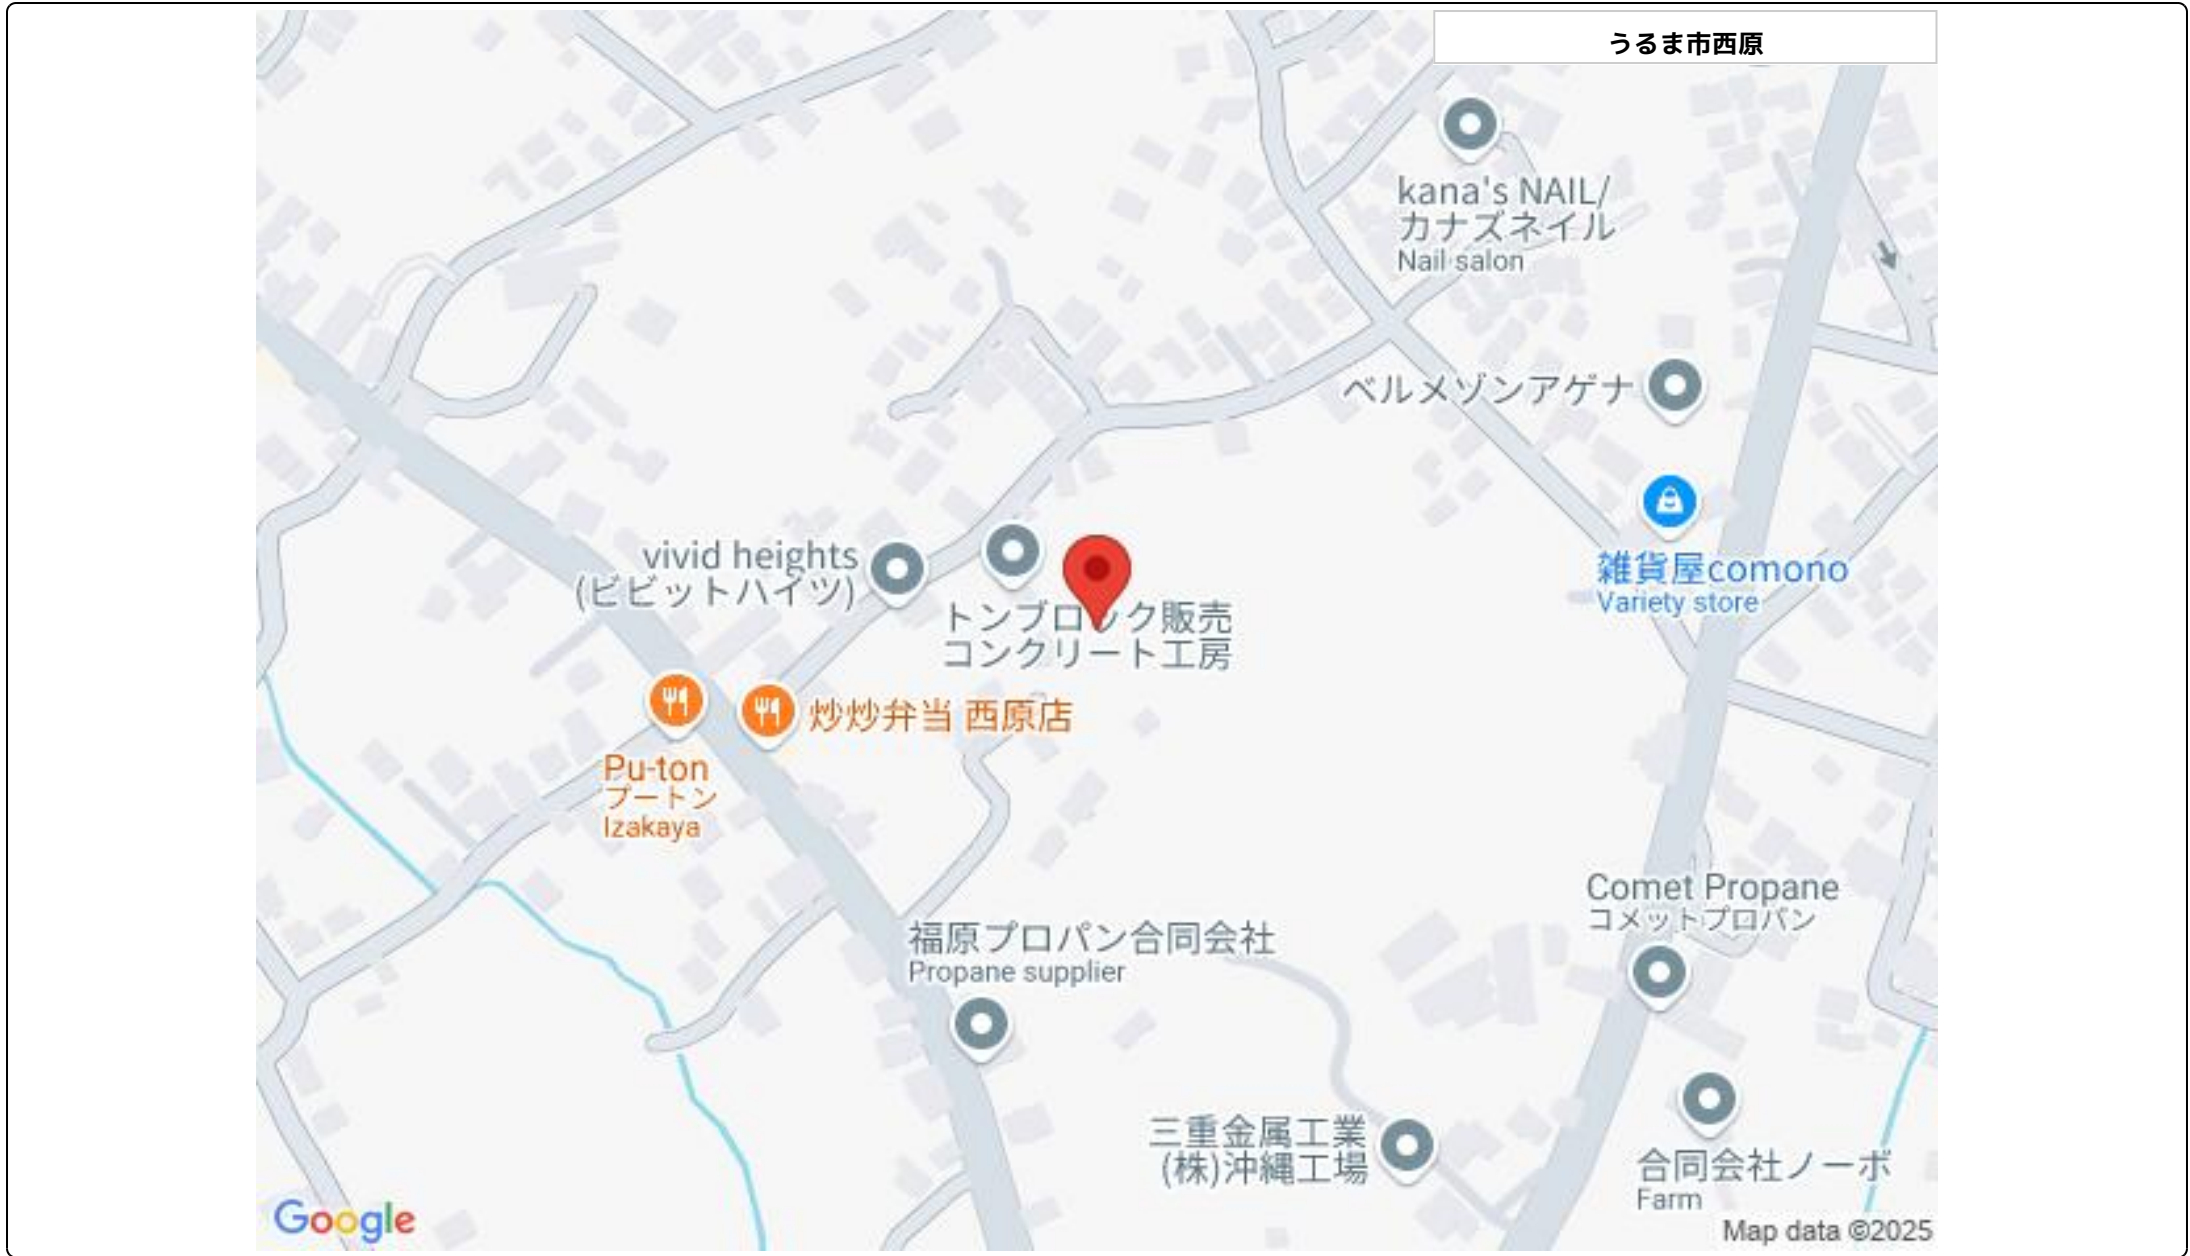 うるま市西原
kana's NAIL/
カナズネイル
Nail salon
ベルメゾンアゲナ
vivid heights
(ビビットハイツ)
トンブロック販売
コンクリート工房
雑貨屋comono
Variety store
炒炒弁当 西原店
Pu-ton
プートン
Izakaya
Comet Propane
コメットプロパン
福原プロパン合同会社
Propane supplier
三重金属工業
(株)沖縄工場
合同会社ノーボ
Farm
Google
Map data ©2025